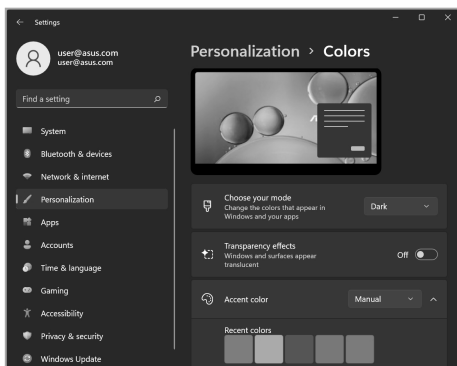 Settings
user@asus.com
user@asus.com
Find a setting
System
Bluetooth & devices
Network & internet
Personalization
Apps
Accounts
Time & language
Gaming
Accessibility
Privacy & security
Windows Update
Personalization > Colors
Choose your mode
Change the colors that appear in
Windows and your apps
Dark
Transparency effects
Windows and surfaces appear
translucent
Off
Accent color
Manual
Recent colors